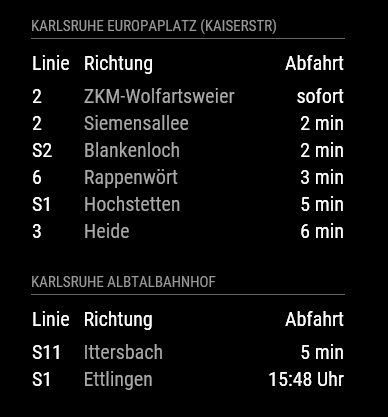 KARLSRUHE EUROPAPLATZ (KAISERSTR)
Linie Richtung Abfahrt
2 ZKM-Wolfartsweier sofort
2 Siemensallee 2 min
S2 Blankenloch 2 min
6 Rappenwört 3 min
S1 Hochstetten 5 min
3 Heide 6 min
KARLSRUHE ALBTALBAHNHOF
Linie Richtung Abfahrt
S11 Ittersbach 5 min
S1 Ettlingen 15:48 Uhr